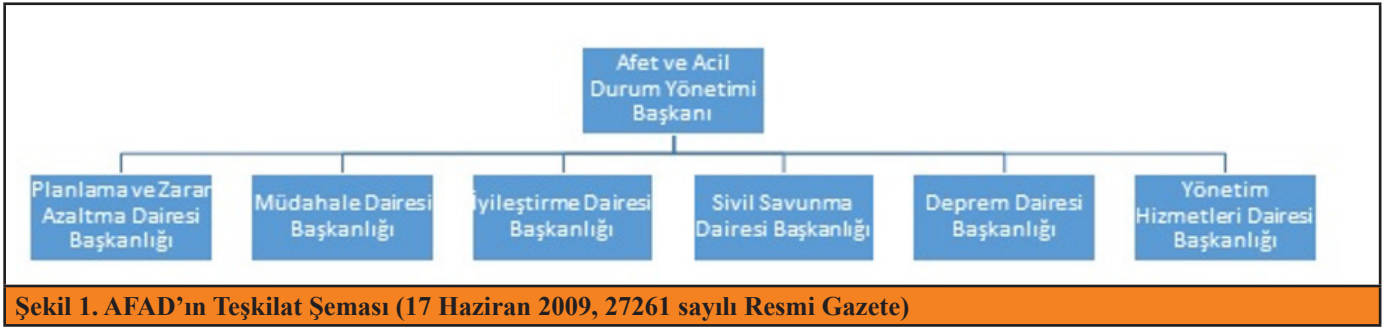 Afet ve Acil
Durum Yönetimi
Başkanı
Planlama ve Zarar
Azaltma Dairesi
Başkanlığı
Müdahale Dairesi
Başkanlığı
İyileştirme Dairesi
Başkanlığı
Sivil Savunma
Dairesi Başkanlığı
Deprem Dairesi
Başkanlığı
Yönetim
Hizmetleri Dairesi
Başkanlığı
Şekil 1. AFAD’ın Teşkilat Şeması (17 Haziran 2009, 27261 sayılı Resmi Gazete)